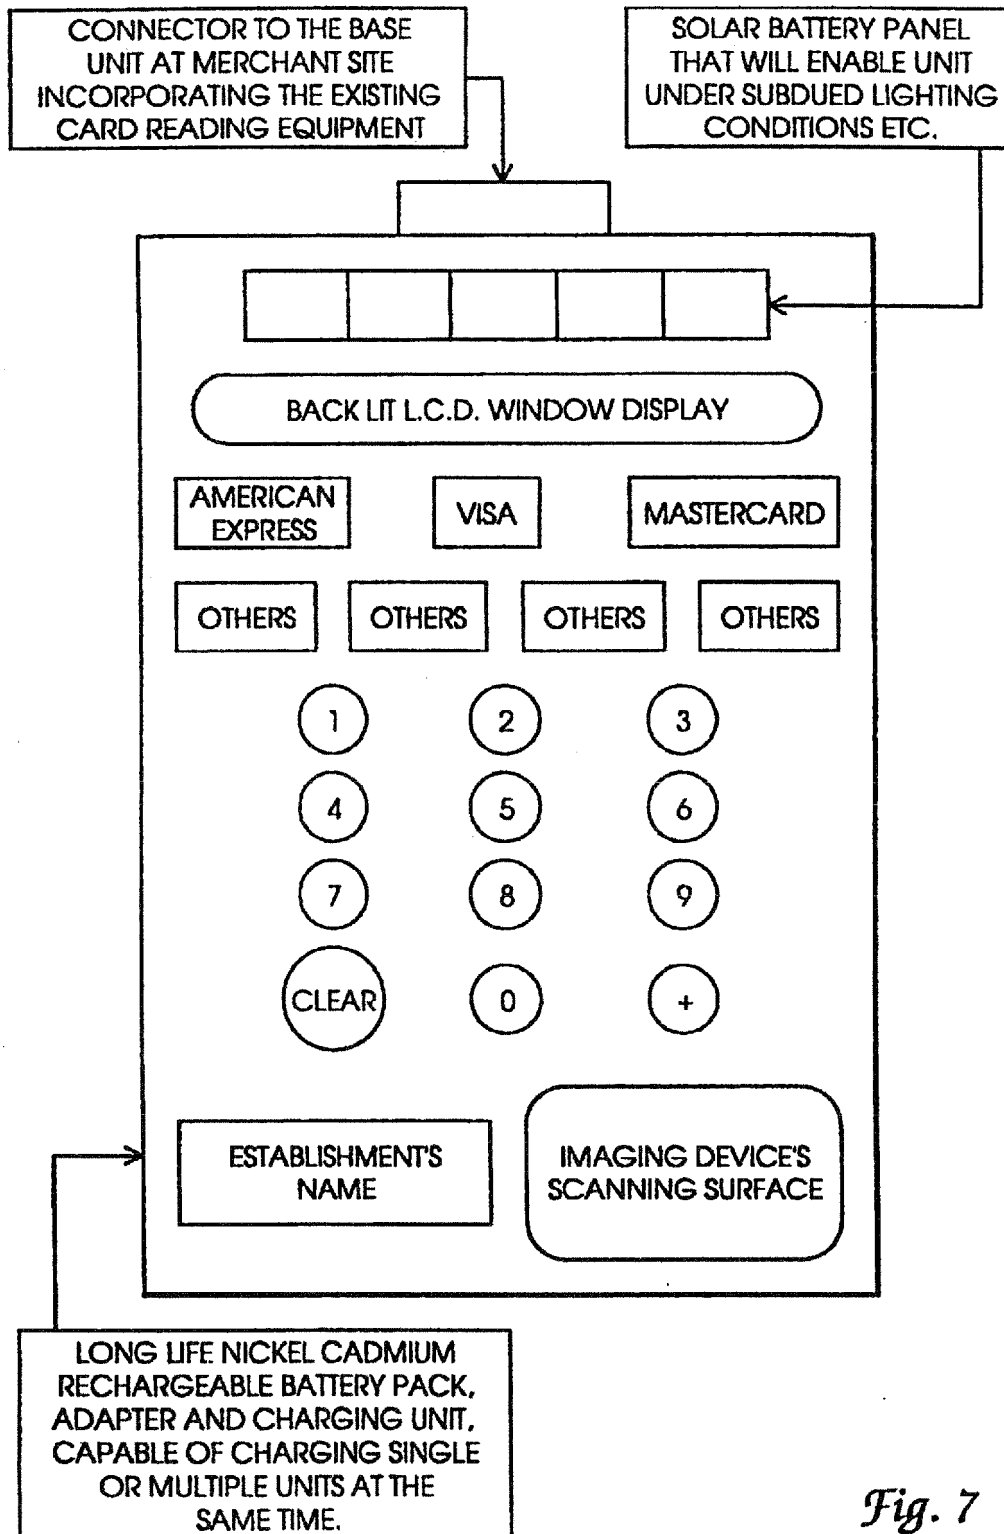 CONNECTOR TO THE BASE
UNIT AT MERCHANT SITE
INCORPORATING THE EXISTING
CARD READING EQUIPMENT
SOLAR BATTERY PANEL
THAT WILL ENABLE UNIT
UNDER SUBDUED LIGHTING
CONDITIONS ETC.
BACK LIT L.C.D. WINDOW DISPLAY
AMERICAN
EXPRESS
VISA
MASTERCARD
OTHERS
OTHERS
OTHERS
OTHERS
1
2
3
4
5
6
7
8
9
CLEAR
0
+
ESTABLISHMENT'S
NAME
IMAGING DEVICE'S
SCANNING SURFACE
LONG LIFE NICKEL CADMIUM
RECHARGEABLE BATTERY PACK,
ADAPTER AND CHARGING UNIT,
CAPABLE OF CHARGING SINGLE
OR MULTIPLE UNITS AT THE
SAME TIME.
Fig. 7